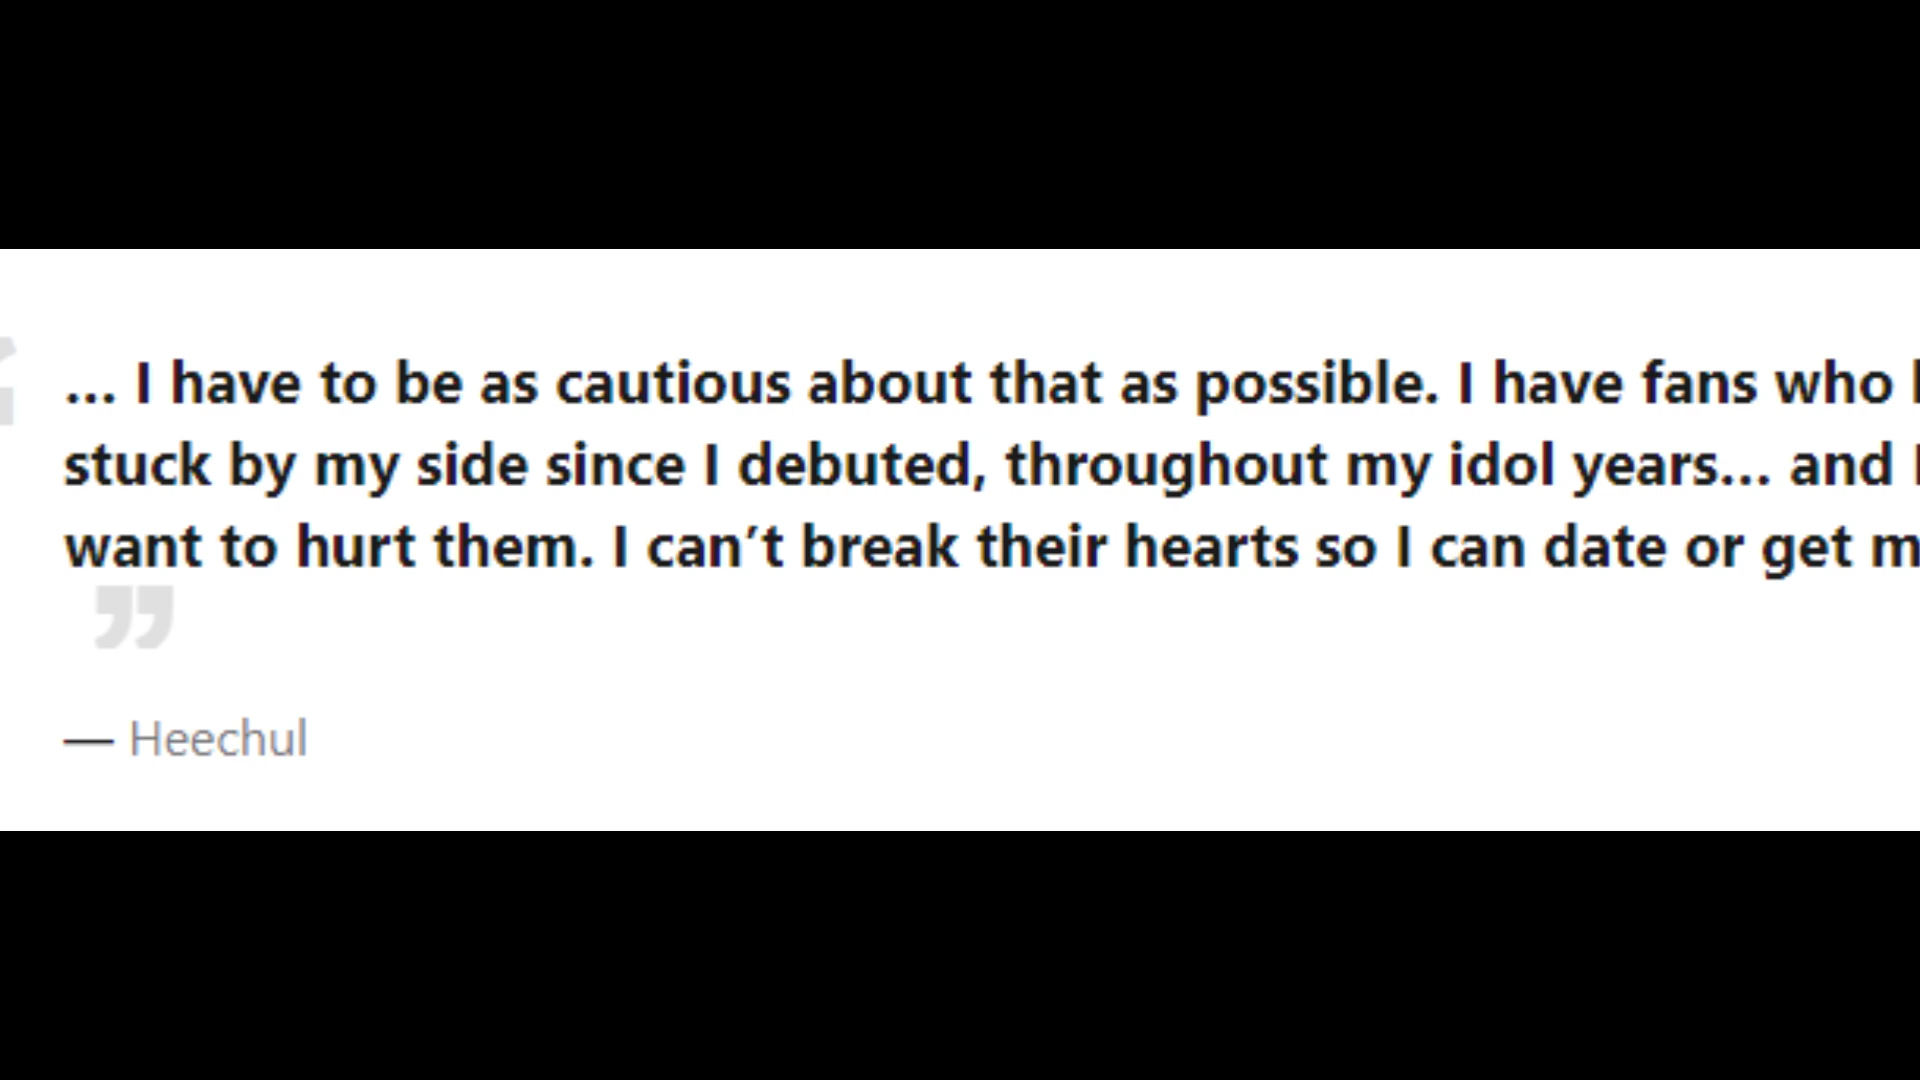 ... I have to be as cautious about that as possible. I have fans who
stuck by my side since I debuted, throughout my idol years... and
want to hurt them. I can’t break their hearts so I can date or get
”
— Heechul